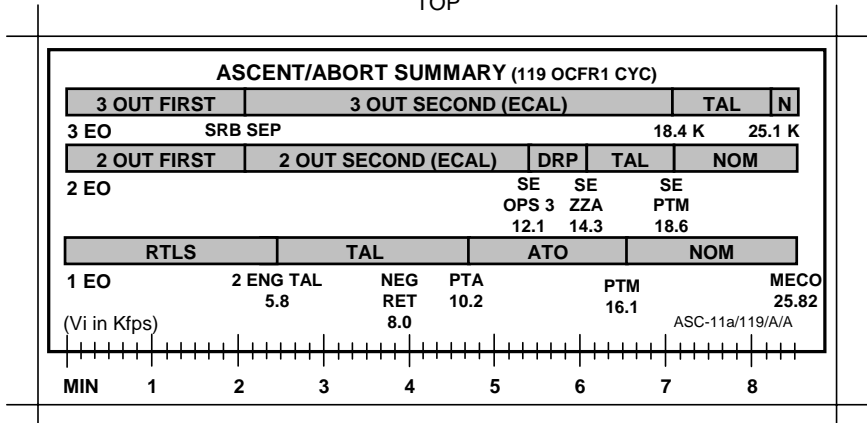 TOP
ASCENT/ABORT SUMMARY (119 OCFR1 CYC)
3 OUT FIRST 3 OUT SECOND (ECAL) TAL N
3 EO SRB SEP 18.4 K 25.1 K
2 OUT FIRST 2 OUT SECOND (ECAL) DRP TAL NOM
2 EO SE SE SE
OPS 3 ZZA PTM
12.1 14.3 18.6
RTLS TAL ATO NOM
1 EO 2 ENG TAL NEG PTA PTM MECO
5.8 RET 10.2 16.1 25.82
(Vi in Kfps) 8.0 ASC-11a/119/A/A
MIN 1 2 3 4 5 6 7 8